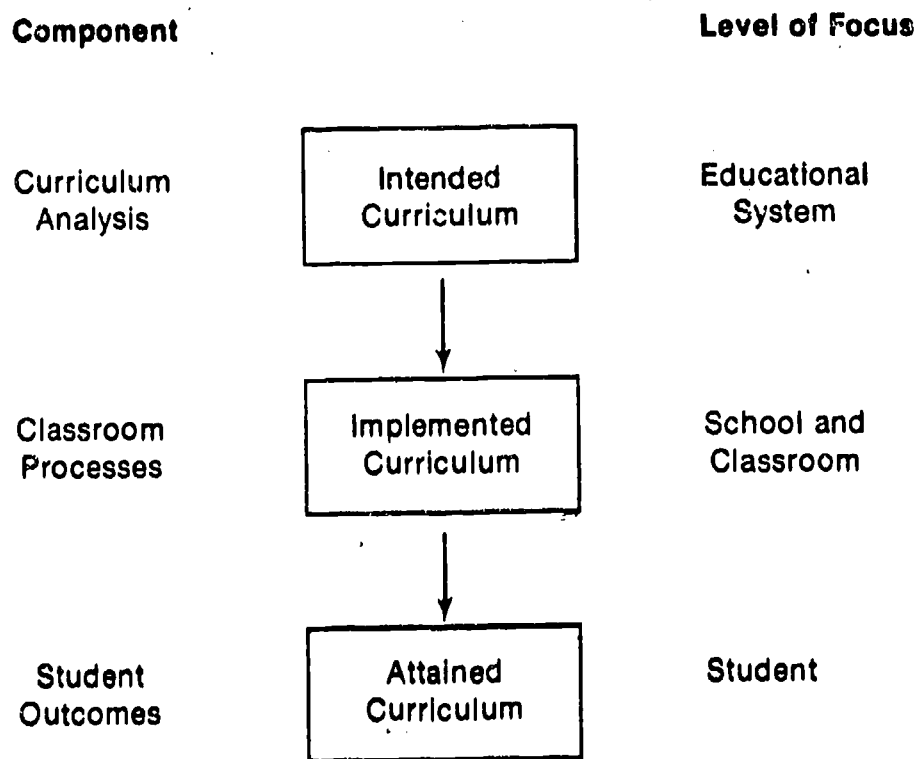 Component
Level of Focus
Curriculum
Analysis
Intended
Curriculum
Educational
System
Classroom
Processes
Implemented
Curriculum
School and
Classroom
Student
Outcomes
Attained
Curriculum
Student